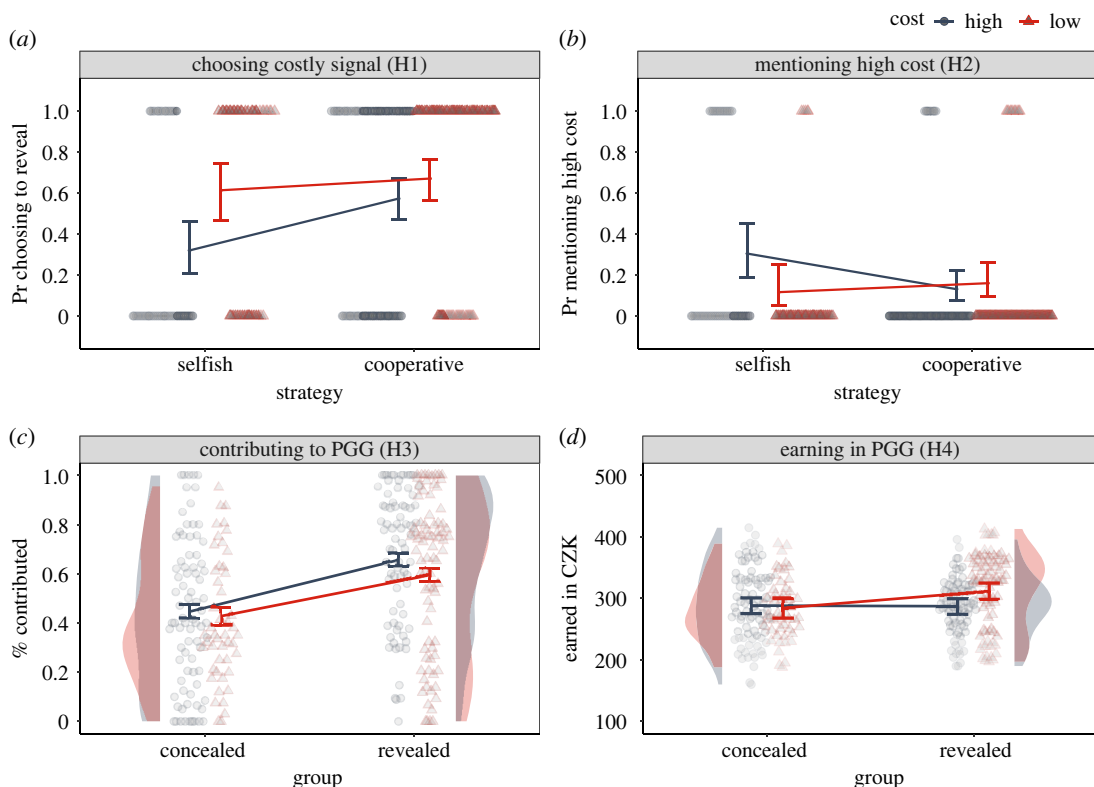 cost high low
(a)
choosing costly signal (H1)
Pr choosing to reveal
1.0
0.8
0.6
0.4
0.2
0
selfish cooperative
strategy
(b)
mentioning high cost (H2)
Pr mentioning high cost
1.0
0.8
0.6
0.4
0.2
0
selfish cooperative
strategy
(c)
contributing to PGG (H3)
% contributed
1.0
0.8
0.6
0.4
0.2
0
concealed revealed
group
(d)
earning in PGG (H4)
earned in CZK
500
400
300
200
100
concealed revealed
group